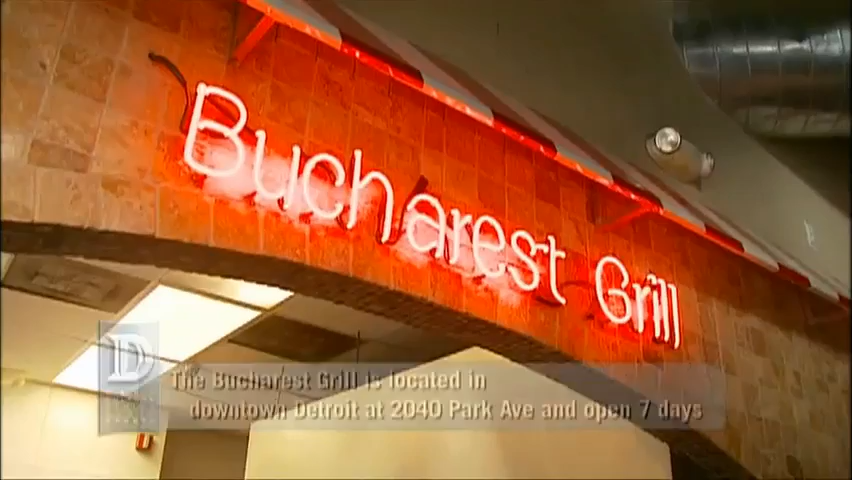 Bucharest Grill
D
The Bucharest Grill is located in
downtown Detroit at 2040 Park Ave and open 7 days